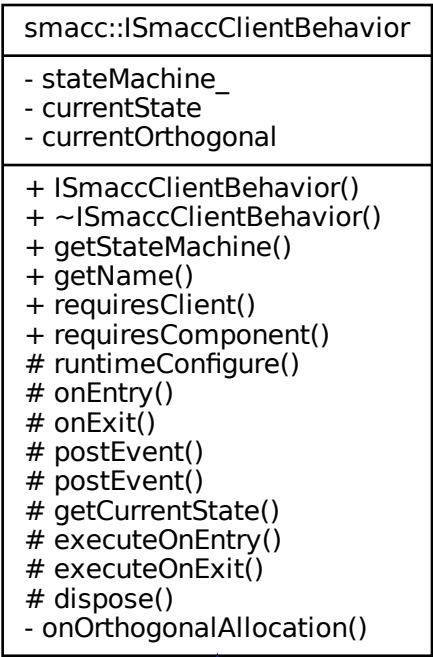 smacc::ISmaccClientBehavior
- stateMachine_
- currentState
- currentOrthogonal
+ ISmaccClientBehavior()
+ ~ISmaccClientBehavior()
+ getStateMachine()
+ getName()
+ requiresClient()
+ requiresComponent()
# runtimeConfigure()
# onEntry()
# onExit()
# postEvent()
# postEvent()
# getCurrentState()
# executeOnEntry()
# executeOnExit()
# dispose()
- onOrthogonalAllocation()